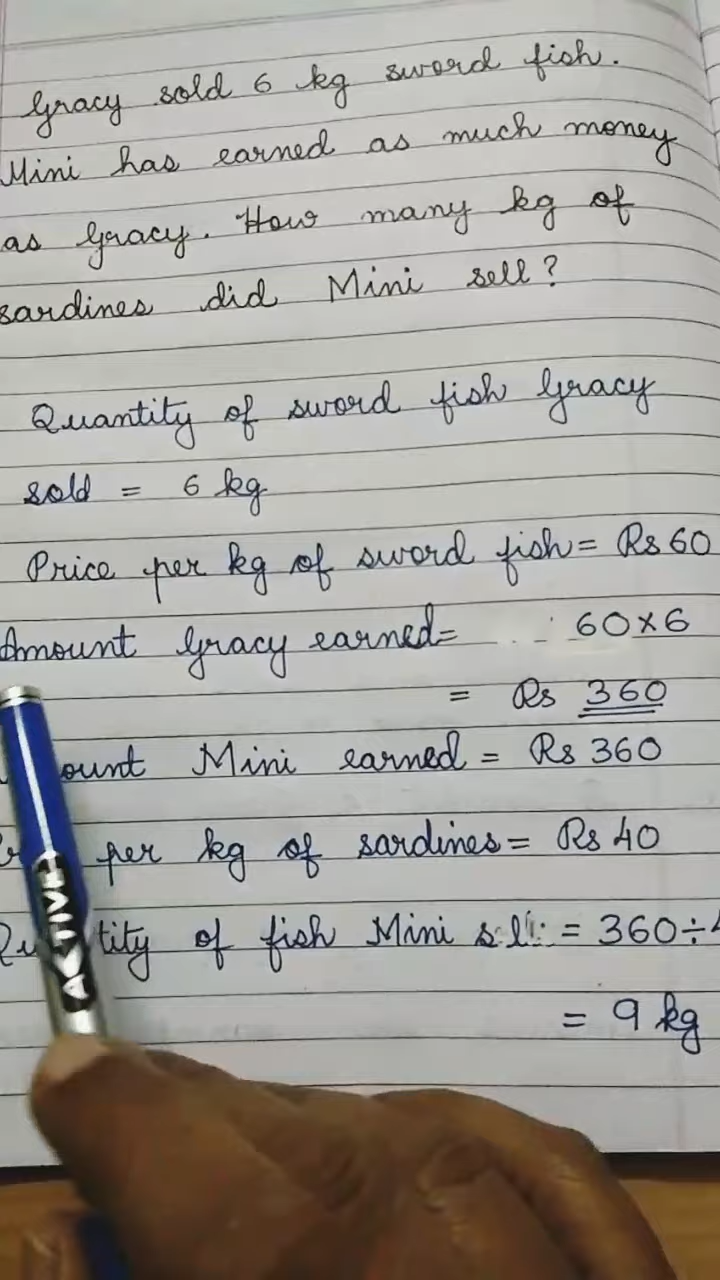 Gracy sold 6 kg sword fish.
Mini has earned as much money
as Gracy. How many kg of
sardines did Mini sell?
Quantity of sword fish Gracy
sold = 6 kg
Price per kg of sword fish = Rs 60
Amount Gracy earned = 60×6
= Rs 360
ount Mini earned = Rs 360
per kg of sardines = Rs 40
tity of fish Mini = 360÷
= 9 kg
ACTIVE